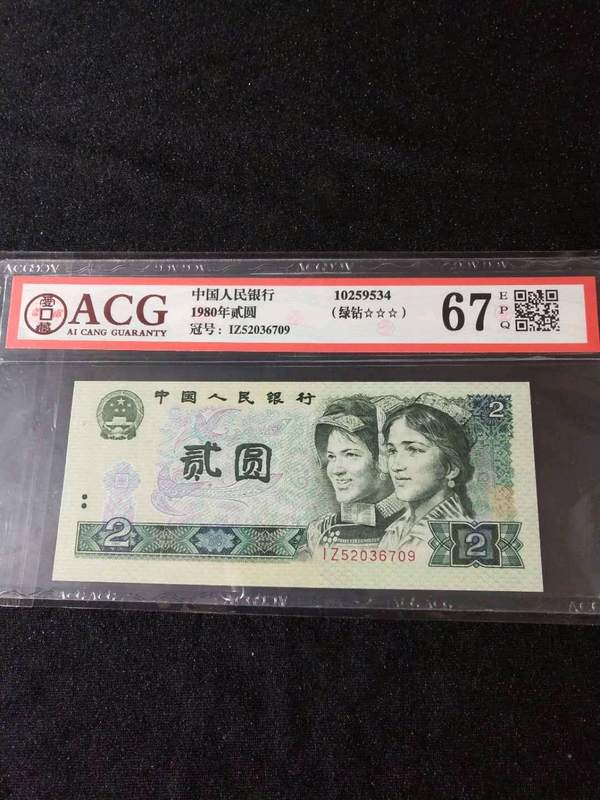 ACG
AI CANG GUARANTY
中国人民银行
1980年贰圆
冠号：IZ52036709
10259534
（绿钻☆☆☆）
67
EPQ
中国人民银行
2
贰圆
2
2
IZ52036709